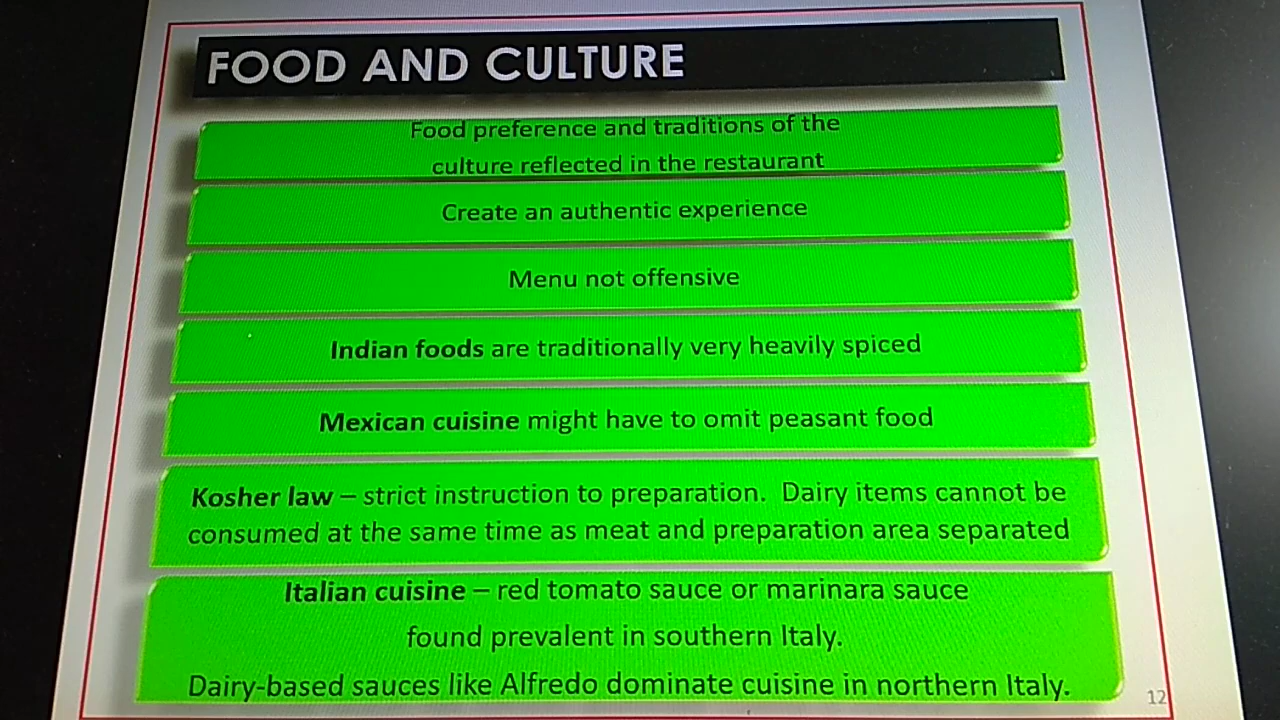 FOOD AND CULTURE
Food preference and traditions of the
culture reflected in the restaurant
Create an authentic experience
Menu not offensive
Indian foods are traditionally very heavily spiced
Mexican cuisine might have to omit peasant food
Kosher law – strict instruction to preparation.  Dairy items cannot be
consumed at the same time as meat and preparation area separated
Italian cuisine – red tomato sauce or marinara sauce
found prevalent in southern Italy.
Dairy-based sauces like Alfredo dominate cuisine in northern Italy.
12